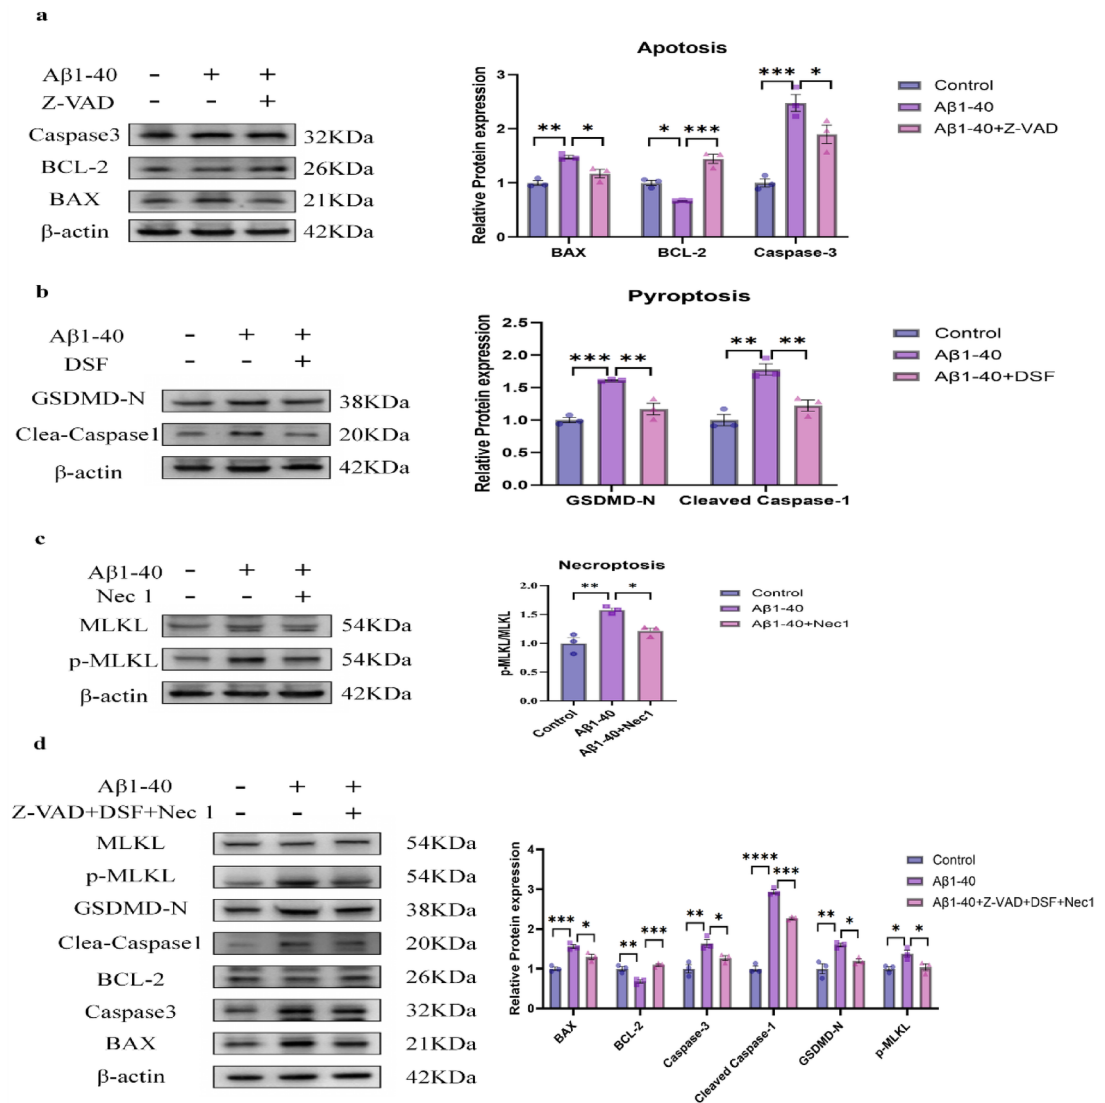 a
Aβ1-40 - + +
Z-VAD - - +
Caspase3 32KDa
BCL-2 26KDa
BAX 21KDa
β-actin 42KDa
Apotosis
Relative Protein expression
3
2
1
0
** * * *** *** *
BAX BCL-2 Caspase-3
Control
Aβ1-40
Aβ1-40+Z-VAD
b
Aβ1-40 - + +
DSF - - +
GSDMD-N 38KDa
Clea-Caspase1 20KDa
β-actin 42KDa
Pyroptosis
Relative Protein expression
2.5
2.0
1.5
1.0
0.5
0.0
*** ** ** **
GSDMD-N Cleaved Caspase-1
Control
Aβ1-40
Aβ1-40+DSF
c
Aβ1-40 - + +
Nec 1 - - +
MLKL 54KDa
p-MLKL 54KDa
β-actin 42KDa
Necroptosis
p-MLKL/MLKL
2.0
1.5
1.0
0.5
0.0
** *
Control Aβ1-40 Aβ1-40+Nec1
Control
Aβ1-40
Aβ1-40+Nec1
d
Aβ1-40 - + +
Z-VAD+DSF+Nec 1 - - +
MLKL 54KDa
p-MLKL 54KDa
GSDMD-N 38KDa
Clea-Caspase1 20KDa
BCL-2 26KDa
Caspase3 32KDa
BAX 21KDa
β-actin 42KDa
Relative Protein expression
4
3
2
1
0
*** * ** *** ** * **** *** ** * * *
BAX BCL-2 Caspase-3 Cleaved Caspase-1 GSDMD-N p-MLKL
Control
Aβ1-40
Aβ1-40+Z-VAD+DSF+Nec1